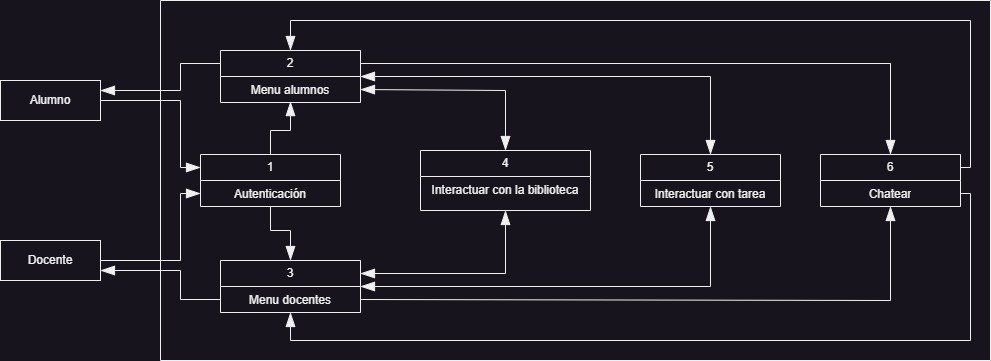 2
Menu alumnos
Alumno
1
Autenticación
4
Interactuar con la biblioteca
5
Interactuar con tarea
6
Chatear
Docente
3
Menu docentes